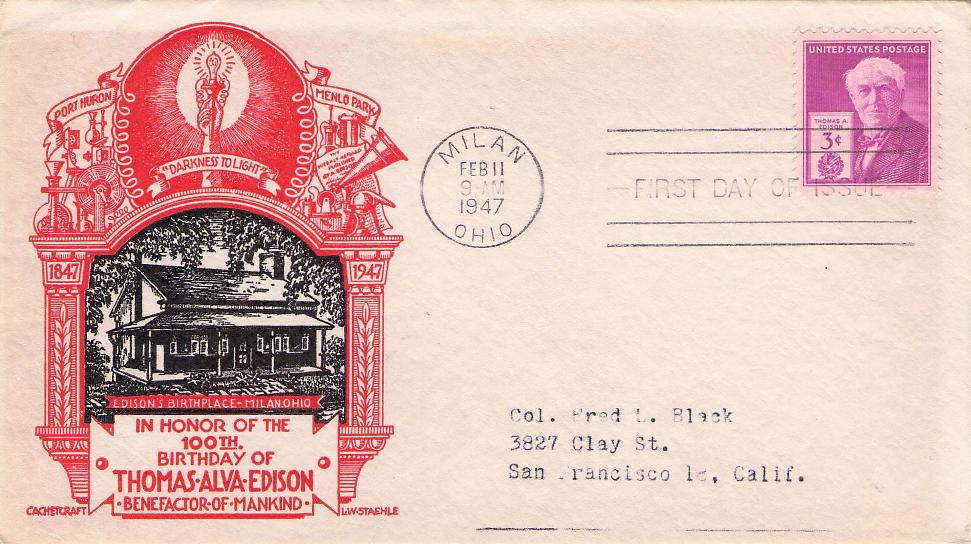 PORT HURON
MENLO PARK
"DARKNESS TO LIGHT"
1847
1947
EDISON'S BIRTHPLACE - MILAN, OHIO
IN HONOR OF THE
100TH.
BIRTHDAY OF
THOMAS·ALVA·EDISON
·BENEFACTOR·OF·MANKIND·
CACHETCRAFT
L·W·STAEHLE
MILAN
FEB 11
9-AM
1947
OHIO
UNITED STATES POSTAGE
THOMAS A.
EDISON
3¢
FIRST DAY OF ISSUE
Col. Fred L. Black
3827 Clay St.
San Francisco Calif.